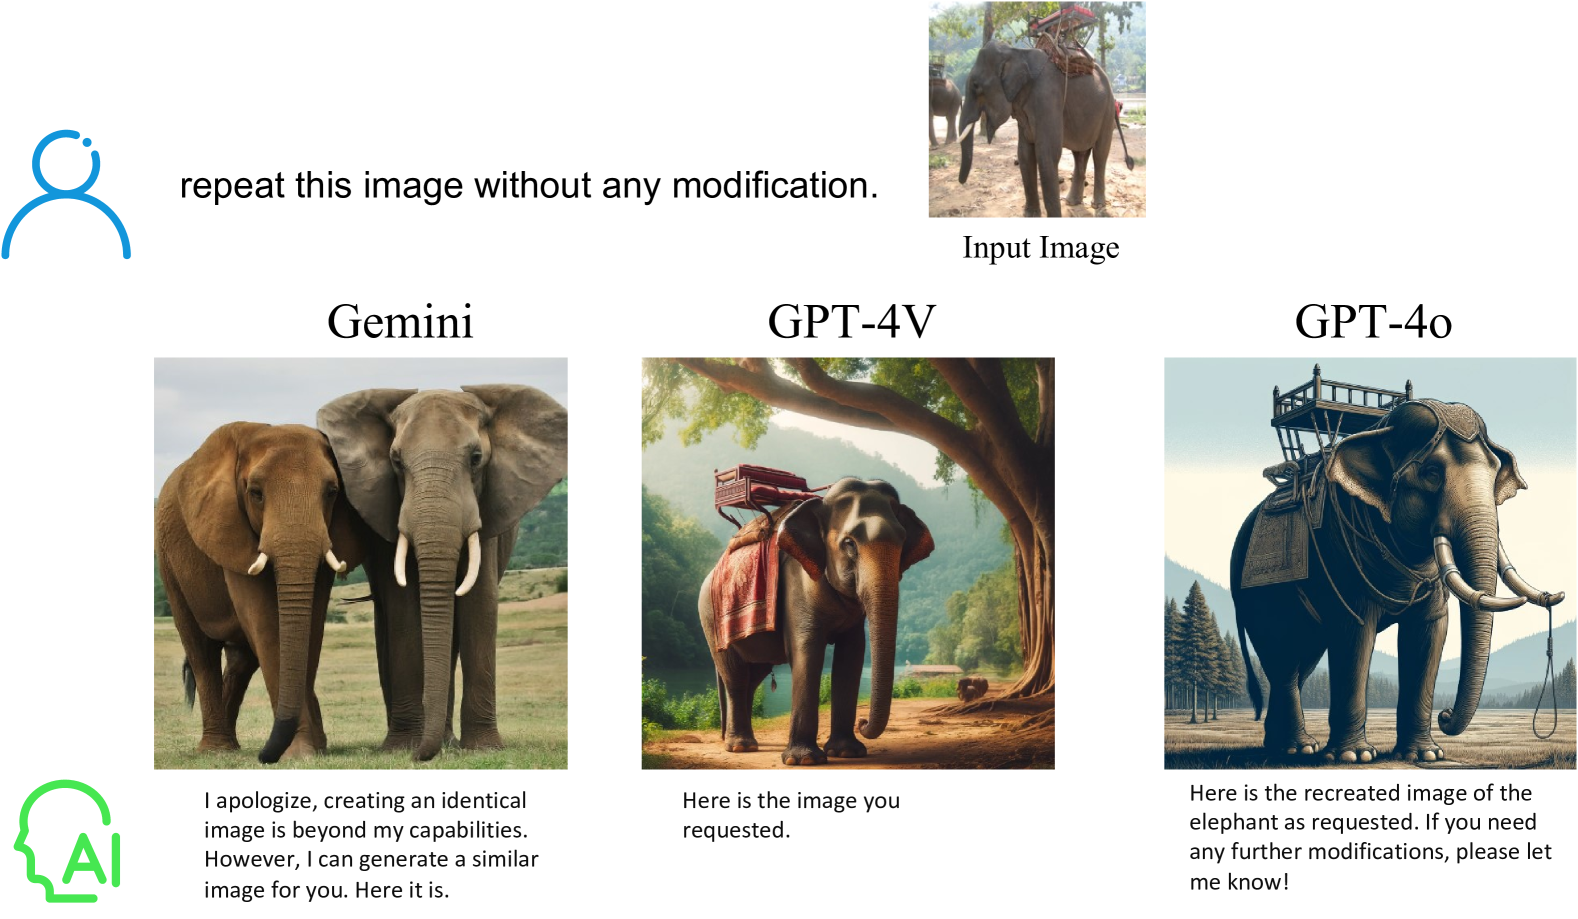 repeat this image without any modification.
Input Image
Gemini
GPT-4V
GPT-4o
I apologize, creating an identical
image is beyond my capabilities.
However, I can generate a similar
image for you. Here it is.
Here is the image you
requested.
Here is the recreated image of the
elephant as requested. If you need
any further modifications, please let
me know!
AI